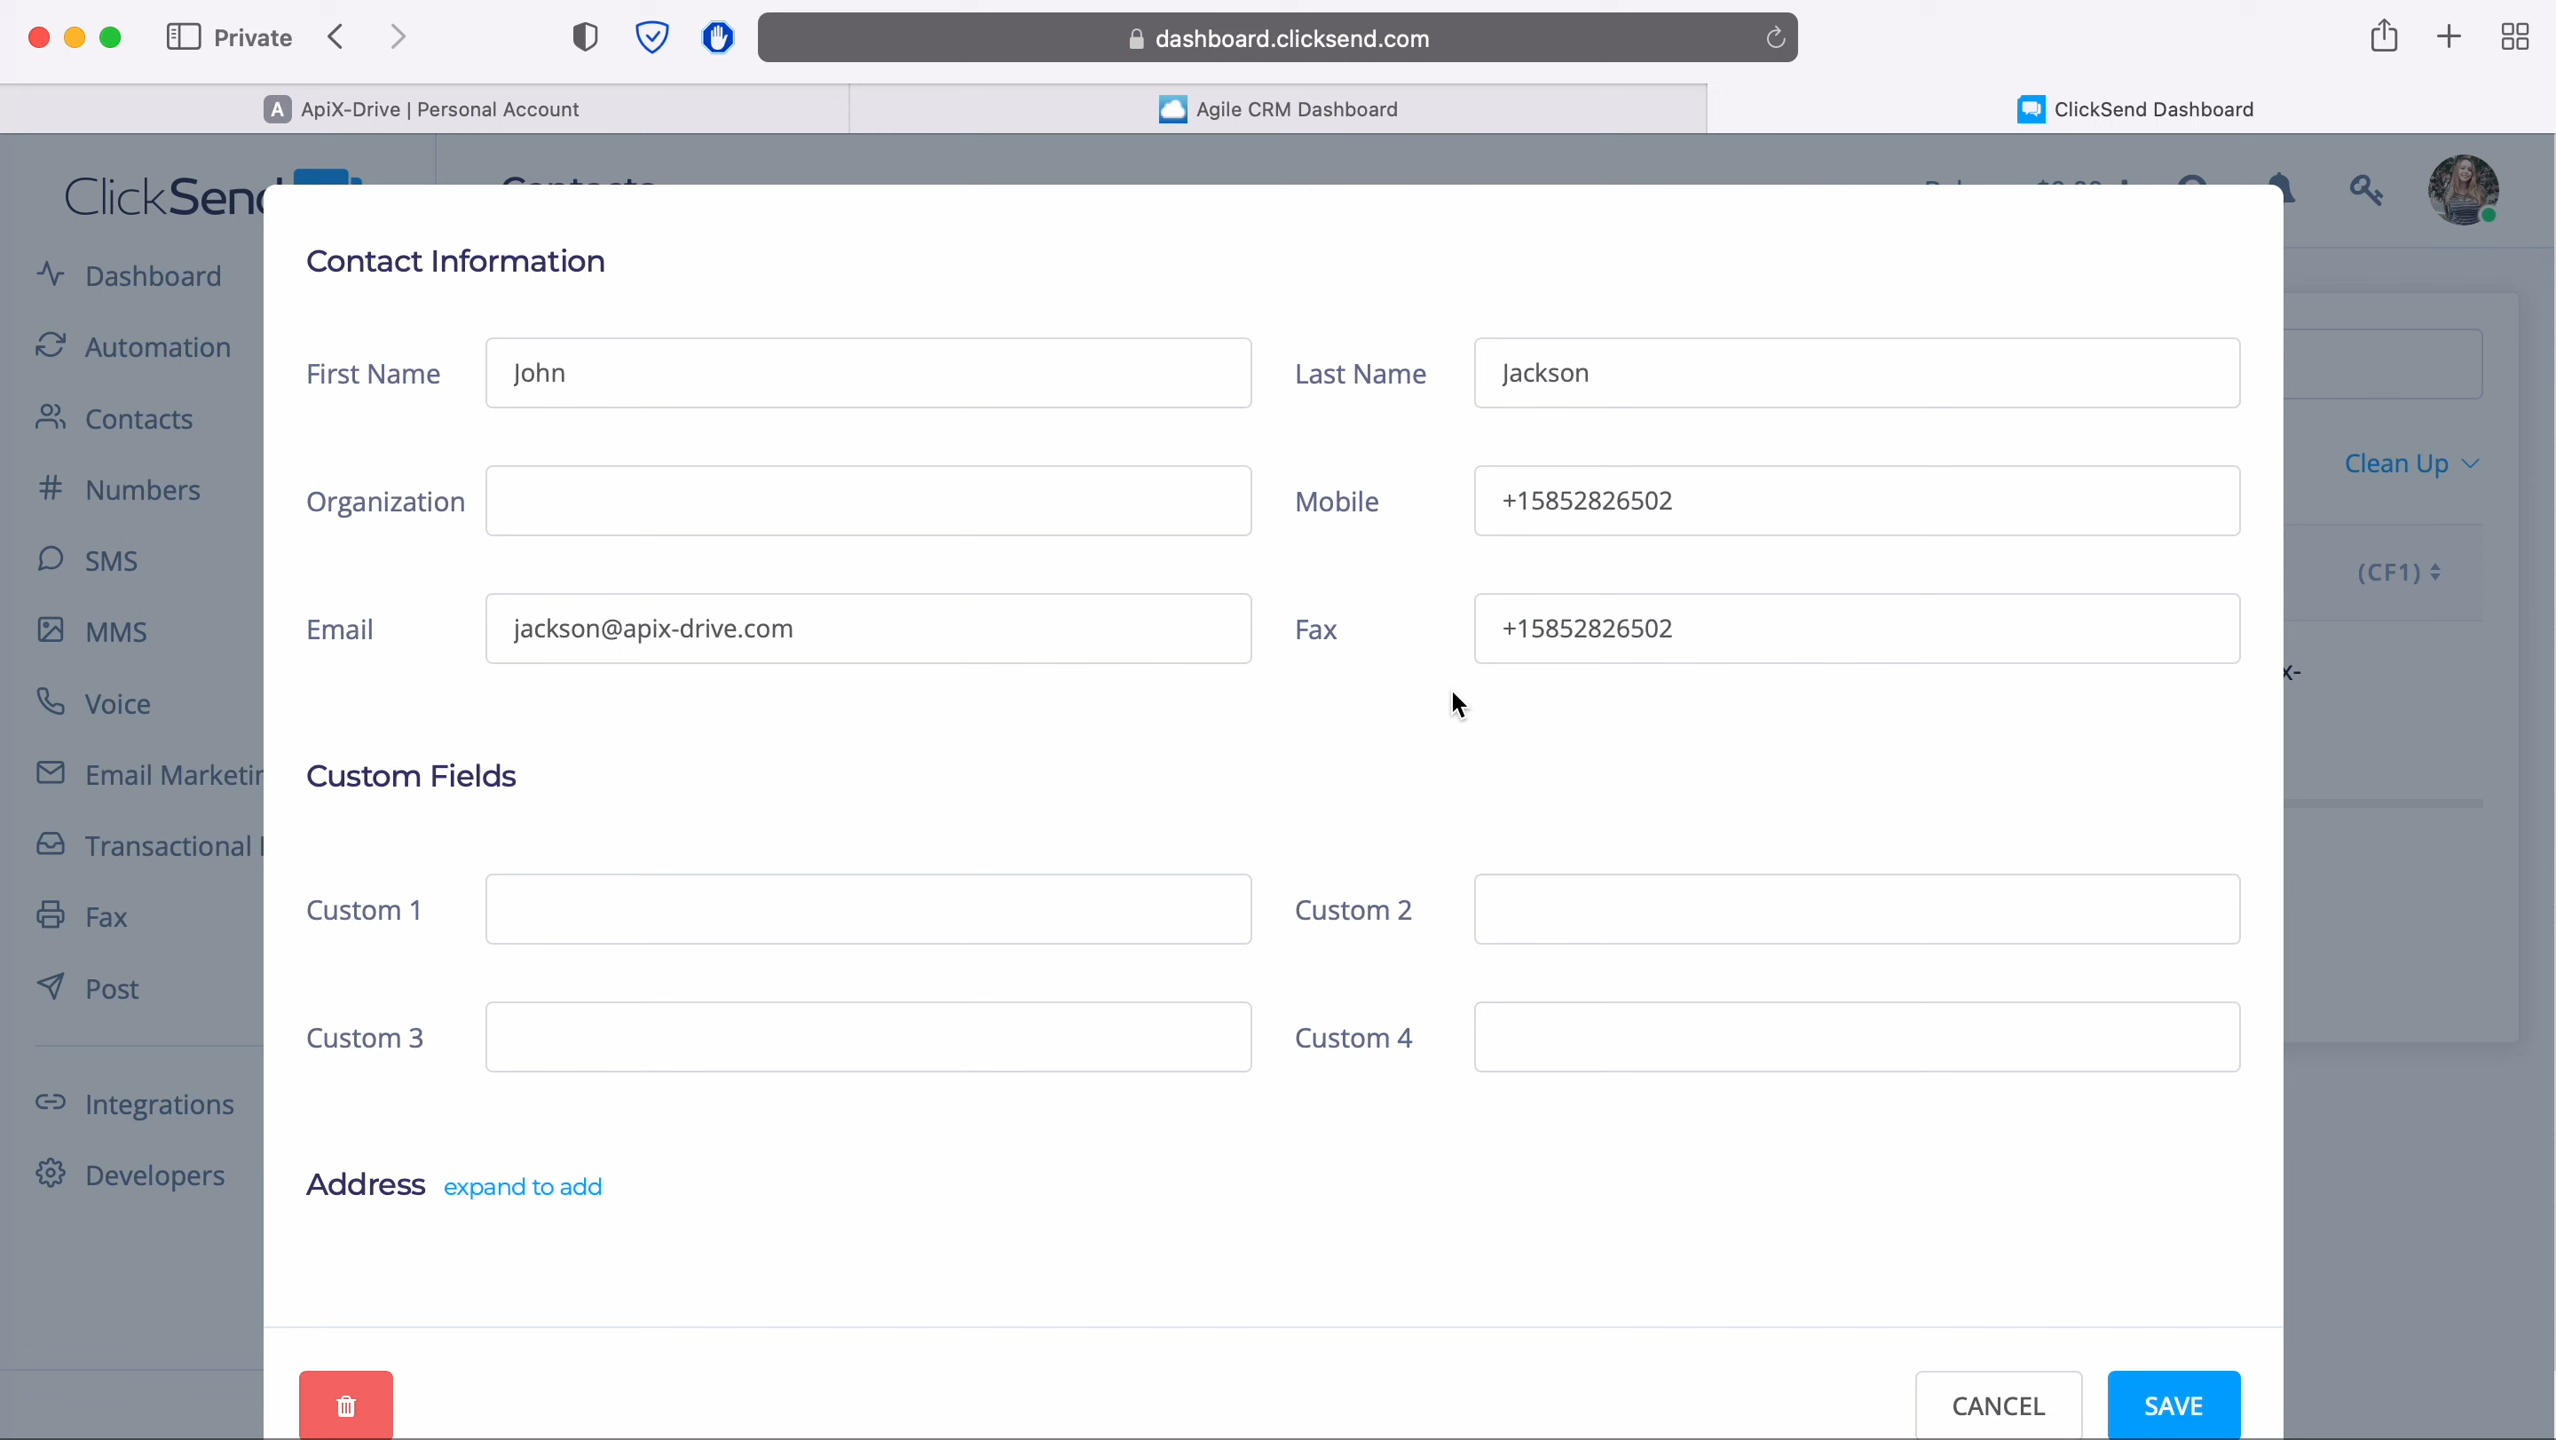 Private
dashboard.clicksend.com
A ApiX-Drive | Personal Account
Agile CRM Dashboard
ClickSend Dashboard
ClickSend
Contacts
Dashboard
Automation
Contacts
Numbers
SMS
MMS
Voice
Email Marketin
Transactional
Fax
Post
Integrations
Developers
Contact Information
First Name John
Last Name Jackson
Organization
Mobile +15852826502
Email jackson@apix-drive.com
Fax +15852826502
Custom Fields
Custom 1
Custom 2
Custom 3
Custom 4
Address expand to add
CANCEL
SAVE
Clean Up
(CF1)
x-